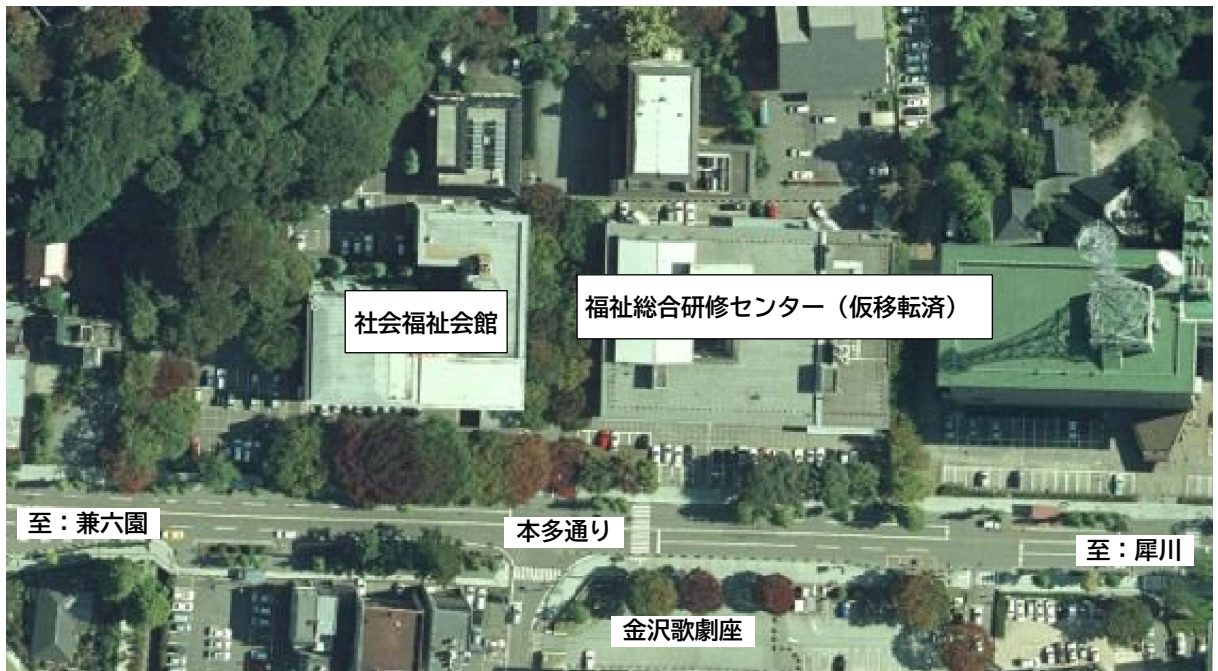 社会福祉会館
福祉総合研修センター（仮移転済）
至：兼六園
本多通り
至：犀川
金沢歌劇座